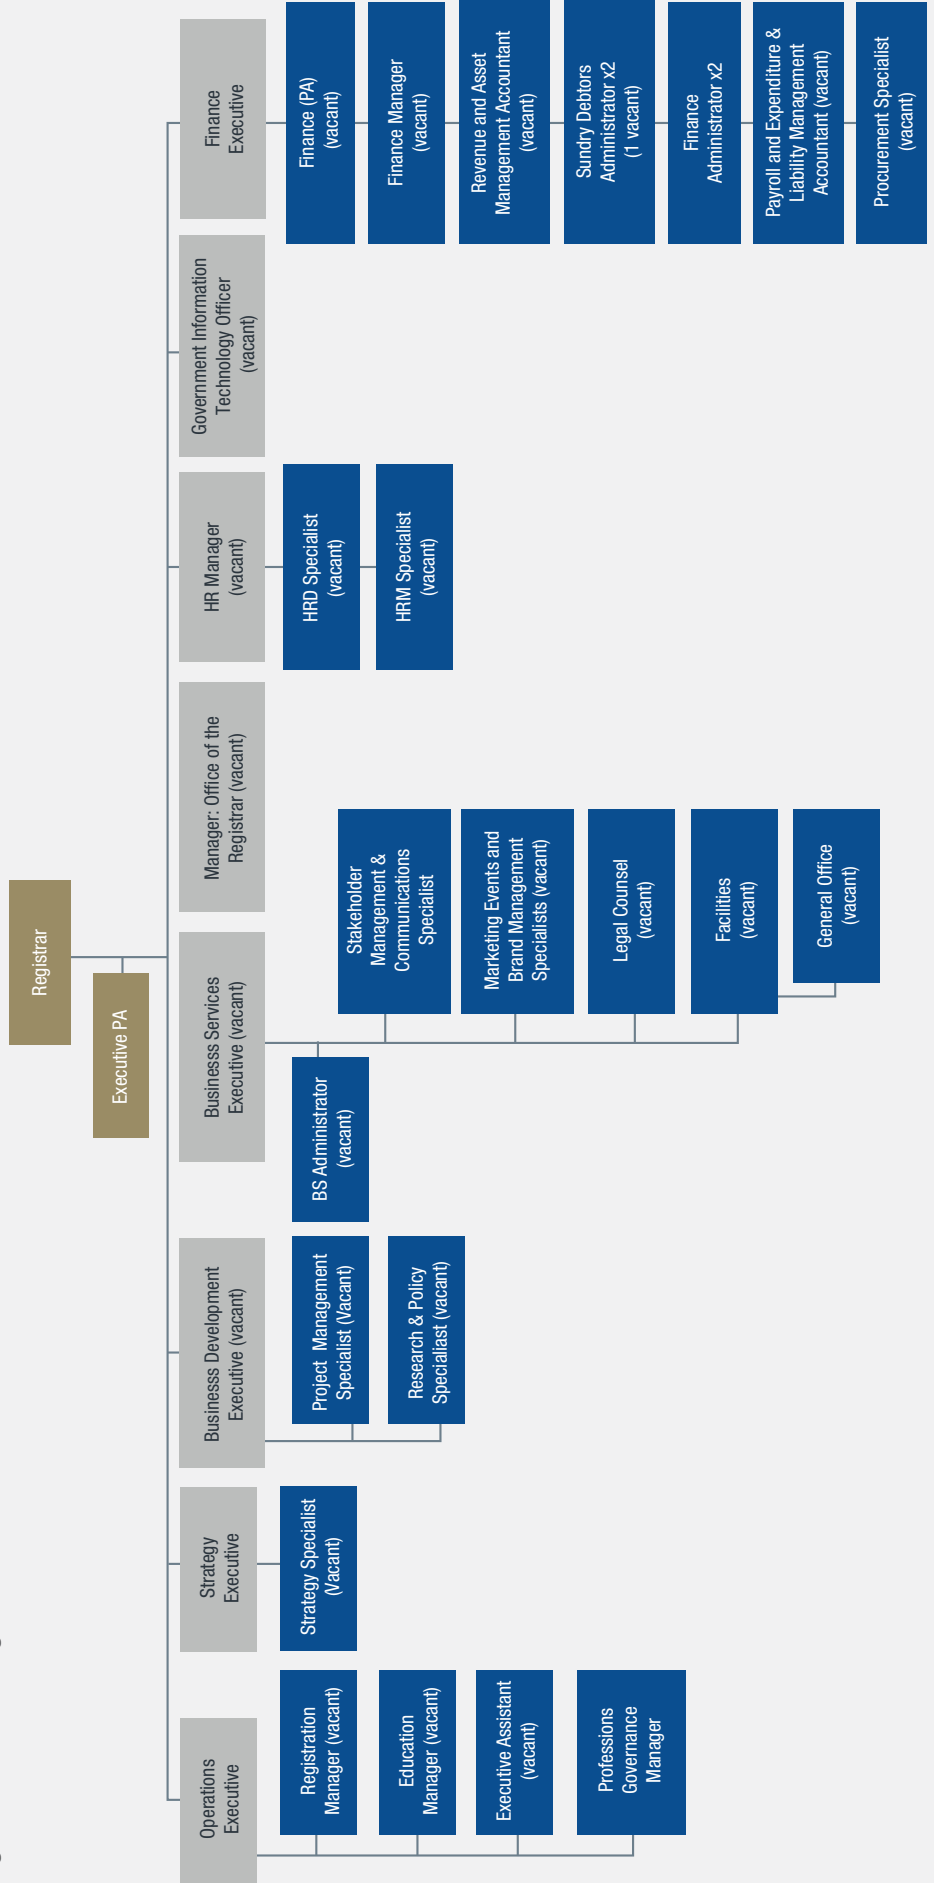 Registrar
Executive PA
Operations
Executive
Registration
Manager (vacant)
Education
Manager (vacant)
Executive Assistant
(vacant)
Professions
Governance
Manager
Strategy
Executive
Strategy Specialist
(Vacant)
Businesss Development
Executive (vacant)
Project Management
Specialist (Vacant)
Research & Policy
Specialiast (vacant)
Businesss Services
Executive (vacant)
BS Administrator
(vacant)
Stakeholder
Management &
Communications
Specialist
Marketing Events and
Brand Management
Specialists (vacant)
Legal Counsel
(vacant)
Facilities
(vacant)
General Office
(vacant)
Manager: Office of the
Registrar (vacant)
HR Manager
(vacant)
HRD Specialist
(vacant)
HRM Specialist
(vacant)
Government Information
Technology Officer
(vacant)
Finance
Executive
Finance (PA)
(vacant)
Finance Manager
(vacant)
Revenue and Asset
Management Accountant
(vacant)
Sundry Debtors
Administrator x2
(1 vacant)
Finance
Administrator x2
Payroll and Expenditure &
Liability Management
Accountant (vacant)
Procurement Specialist
(vacant)